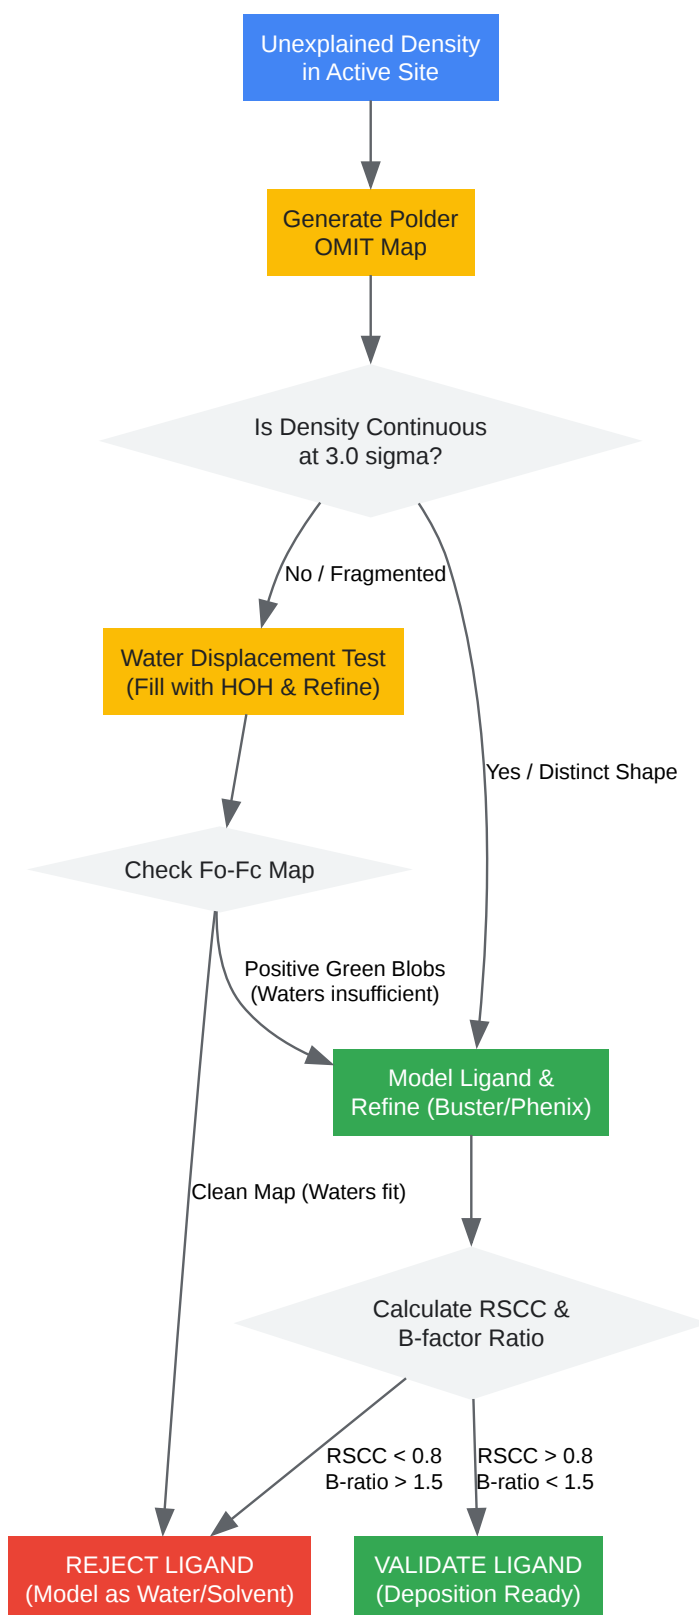 Unexplained Density
in Active Site
Generate Polder
OMIT Map
Is Density Continuous
at 3.0 sigma?
No / Fragmented
Water Displacement Test
(Fill with HOH & Refine)
Yes / Distinct Shape
Check Fo-Fc Map
Positive Green Blobs
(Waters insufficient)
Model Ligand &
Refine (Buster/Phenix)
Clean Map (Waters fit)
Calculate RSCC &
B-factor Ratio
RSCC < 0.8
B-ratio > 1.5
RSCC > 0.8
B-ratio < 1.5
REJECT LIGAND
(Model as Water/Solvent)
VALIDATE LIGAND
(Deposition Ready)